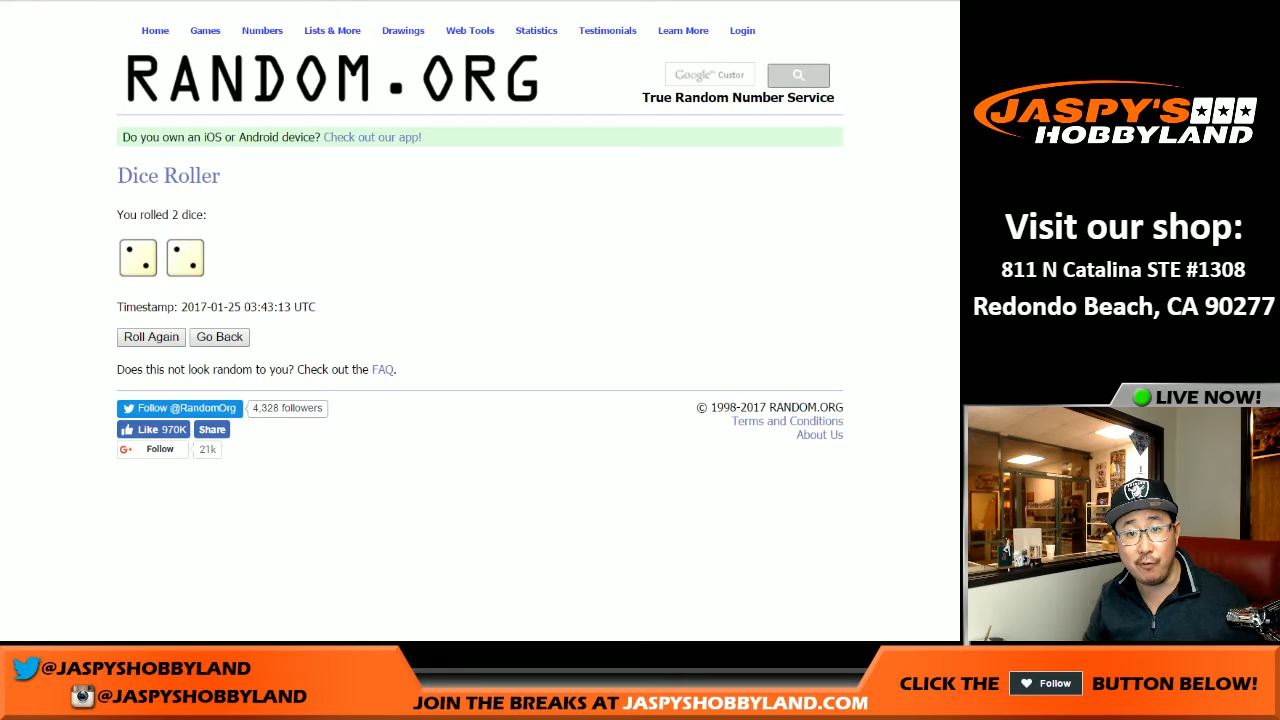 Home Games Numbers Lists & More Drawings Web Tools Statistics Testimonials Learn More Login
RANDOM.ORG
Google™ Custor
True Random Number Service
Do you own an iOS or Android device? Check out our app!
Dice Roller
You rolled 2 dice:
Timestamp: 2017-01-25 03:43:13 UTC
Roll Again Go Back
Does this not look random to you? Check out the FAQ.
Follow @RandomOrg 4,328 followers
Like 970K Share
G+ Follow 21k
© 1998-2017 RANDOM.ORG
Terms and Conditions
About Us
JASPY'S
HOBBYLAND
Visit our shop:
811 N Catalina STE #1308
Redondo Beach, CA 90277
LIVE NOW!
@JASPYSHOBBYLAND
@JASPYSHOBBYLAND
JOIN THE BREAKS AT JASPYSHOBBYLAND.COM
CLICK THE Follow BUTTON BELOW!